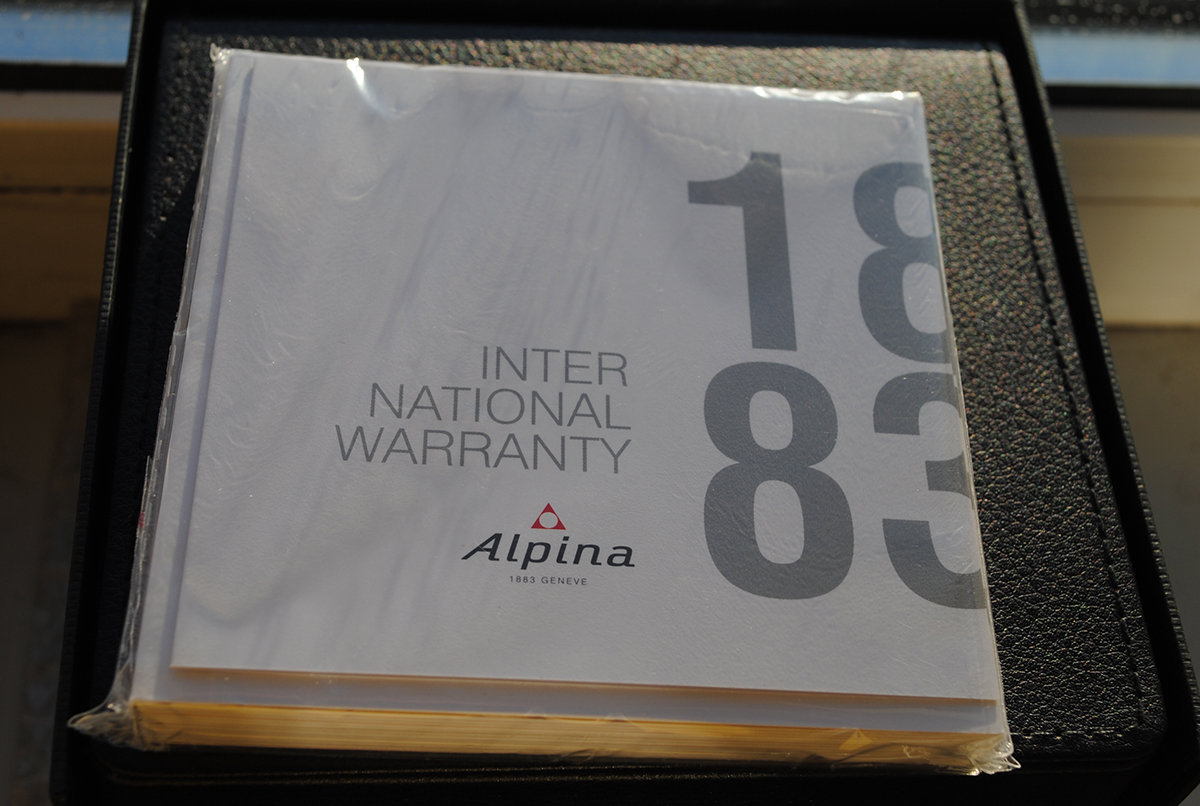 INTER
NATIONAL
WARRANTY
Alpina
1883 GENEVE
18
83